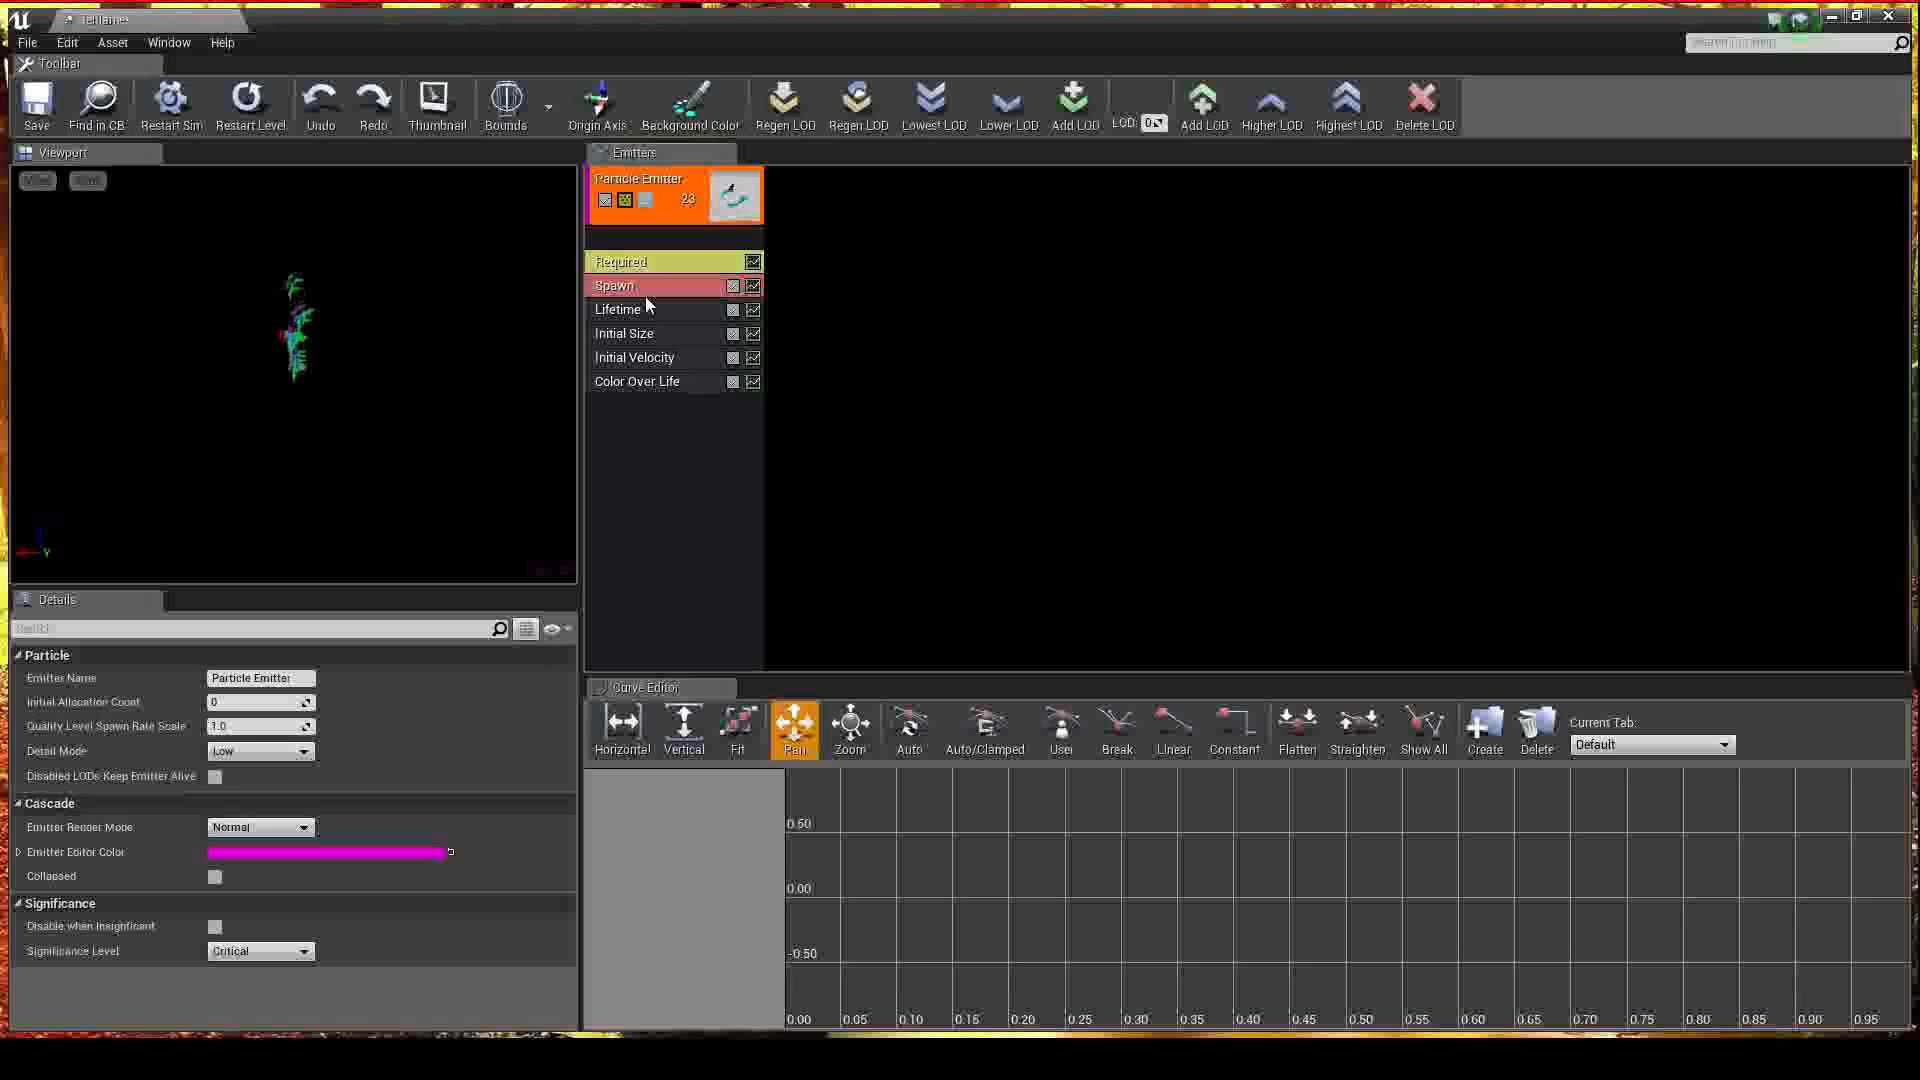 File Edit Asset Window Help
Toolbar
Save Find in CB Restart Sim Restart Level Undo Redo Thumbnail Bounds Origin Axis Background Color Regen LOD Regen LOD Lowest LOD Lower LOD Add LOD LOD: 0 Add LOD Higher LOD Highest LOD Delete LOD
Viewport
Emitters
Particle Emitter
23
Required
Spawn
Lifetime
Initial Size
Initial Velocity
Color Over Life
Y
Details
Particle
Emitter Name Particle Emitter
Initial Allocation Count 0
Quality Level Spawn Rate Scale 1.0
Detail Mode Low
Disabled LODs Keep Emitter Alive
Cascade
Emitter Render Mode Normal
Emitter Editor Color
Collapsed
Significance
Disable when Insignificant
Significance Level Critical
Curve Editor
Horizontal Vertical Fit Pan Zoom Auto Auto/Clamped User Break Linear Constant Flatten Straighten Show All Create Delete
Current Tab:
Default
0.50
0.00
-0.50
0.00 0.05 0.10 0.15 0.20 0.25 0.30 0.35 0.40 0.45 0.50 0.55 0.60 0.65 0.70 0.75 0.80 0.85 0.90 0.95